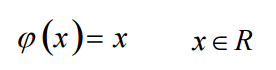 φ(x) = x x ∈ R